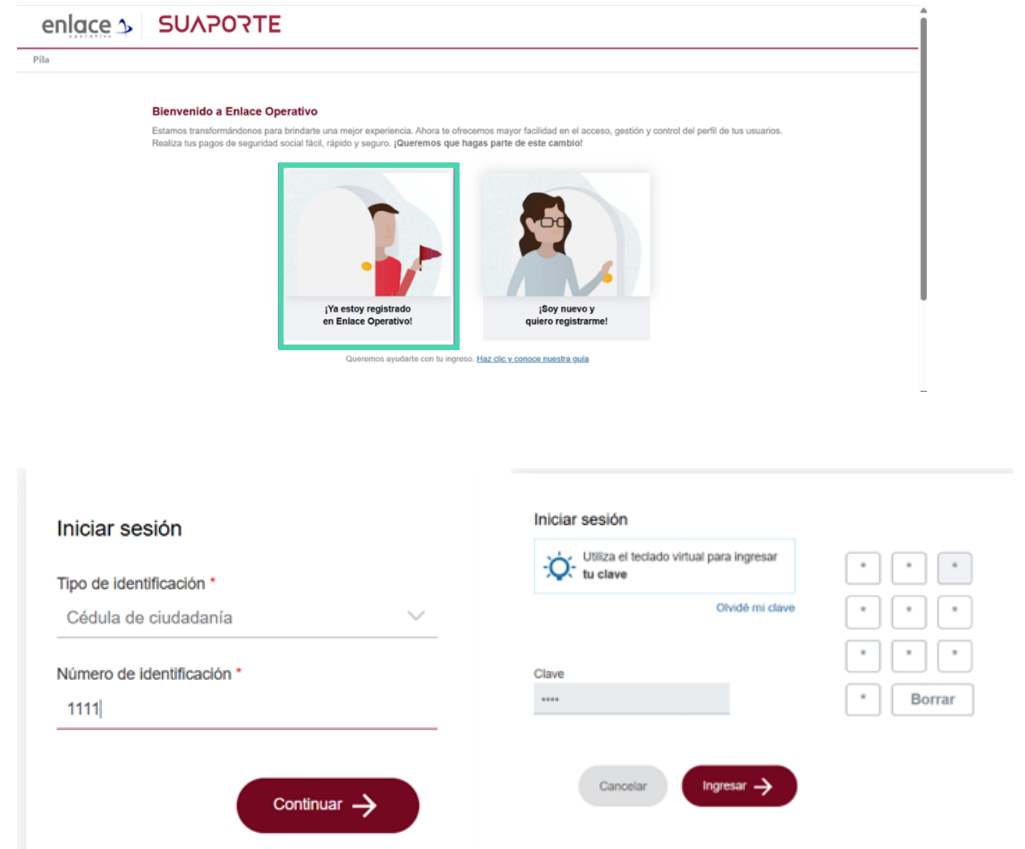 enlace
operativo
SUAPORTE
Pila
Bienvenido a Enlace Operativo
Estamos transformándonos para brindarte una mejor experiencia. Ahora te ofrecemos mayor facilidad en el acceso, gestión y control del perfil de tus usuarios.
Realiza tus pagos de seguridad social fácil, rápido y seguro. ¡Queremos que hagas parte de este cambio!
¡Ya estoy registrado
en Enlace Operativo!
¡Soy nuevo y
quiero registrarme!
Queremos ayudarte con tu ingreso. Haz clic y conoce nuestra guía
Iniciar sesión
Tipo de identificación *
Cédula de ciudadanía
Número de identificación *
1111
Continuar
Iniciar sesión
Utiliza el teclado virtual para ingresar
tu clave
Olvidé mi clave
Clave
••••
* * *
* * *
* * *
* Borrar
Cancelar
Ingresar